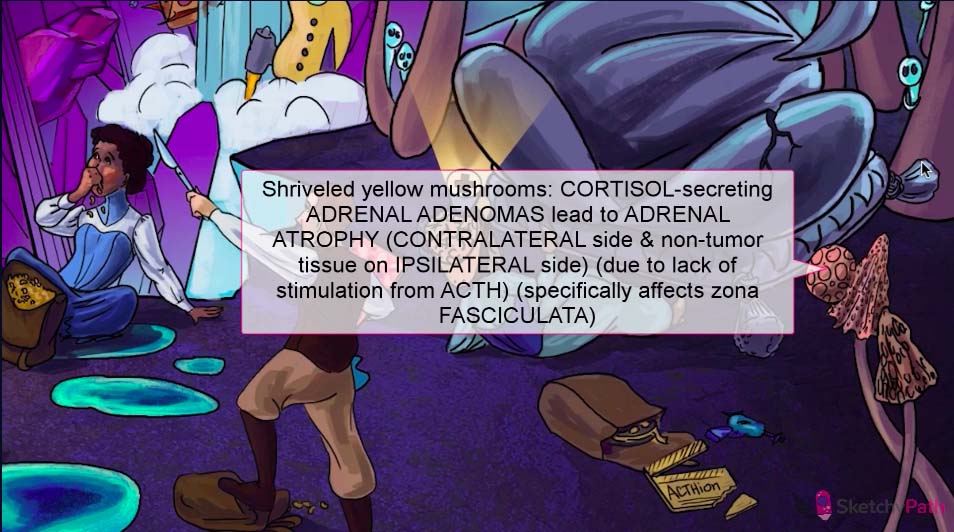 Shriveled yellow mushrooms: CORTISOL-secreting
ADRENAL ADENOMAS lead to ADRENAL
ATROPHY (CONTRALATERAL side & non-tumor
tissue on IPSILATERAL side) (due to lack of
stimulation from ACTH) (specifically affects zona
FASCICULATA)
ACTHion
SketchyPath